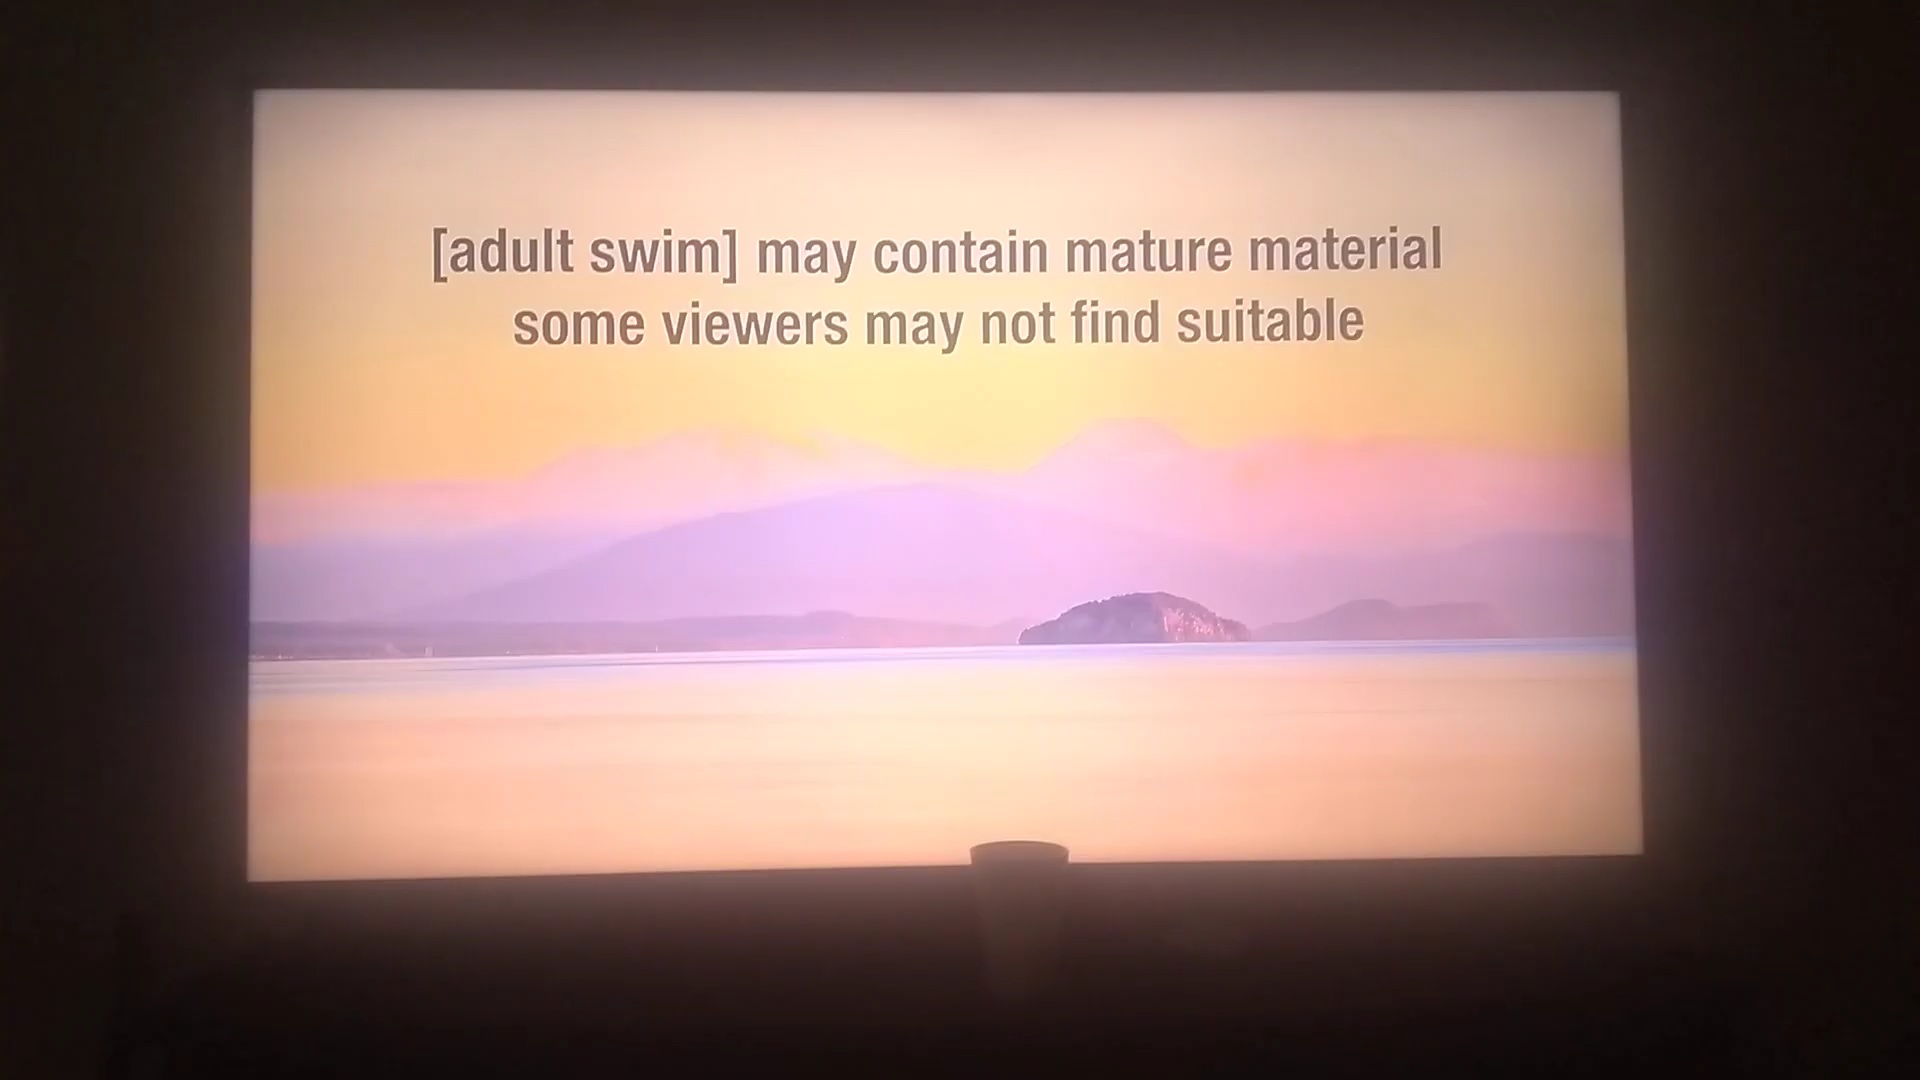 [adult swim] may contain mature material
some viewers may not find suitable